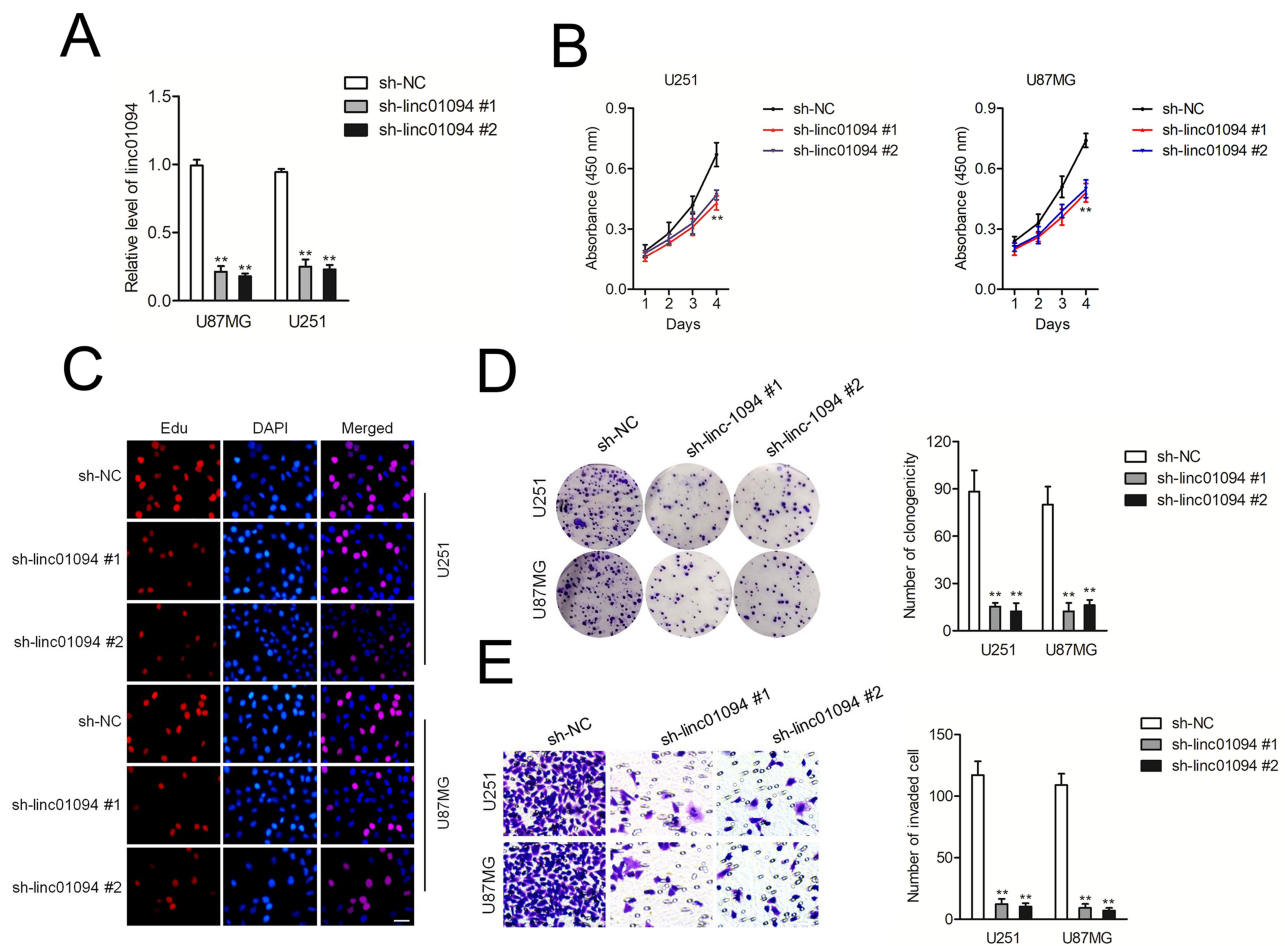 A
sh-NC
sh-linc01094 #1
sh-linc01094 #2
Relative level of linc01094
1.5
1.0
0.5
0.0
** ** ** **
U87MG U251
B
U251
sh-NC
sh-linc01094 #1
sh-linc01094 #2
Absorbance (450 nm)
0.9
0.6
0.3
0.0
**
1 2 3 4
Days
U87MG
sh-NC
sh-linc01094 #1
sh-linc01094 #2
Absorbance (450 nm)
0.9
0.6
0.3
0.0
**
1 2 3 4
Days
C
Edu DAPI Merged
sh-NC
sh-linc01094 #1
sh-linc01094 #2
U251
sh-NC
sh-linc01094 #1
sh-linc01094 #2
U87MG
D
sh-NC
sh-linc-1094 #1
sh-linc-1094 #2
U251
U87MG
sh-NC
sh-linc01094 #1
sh-linc01094 #2
Number of clonogenicity
120
90
60
30
0
** ** ** **
U251 U87MG
E
sh-NC
sh-linc01094 #1
sh-linc01094 #2
U251
U87MG
sh-NC
sh-linc01094 #1
sh-linc01094 #2
Number of invaded cell
150
100
50
0
** ** ** **
U251 U87MG